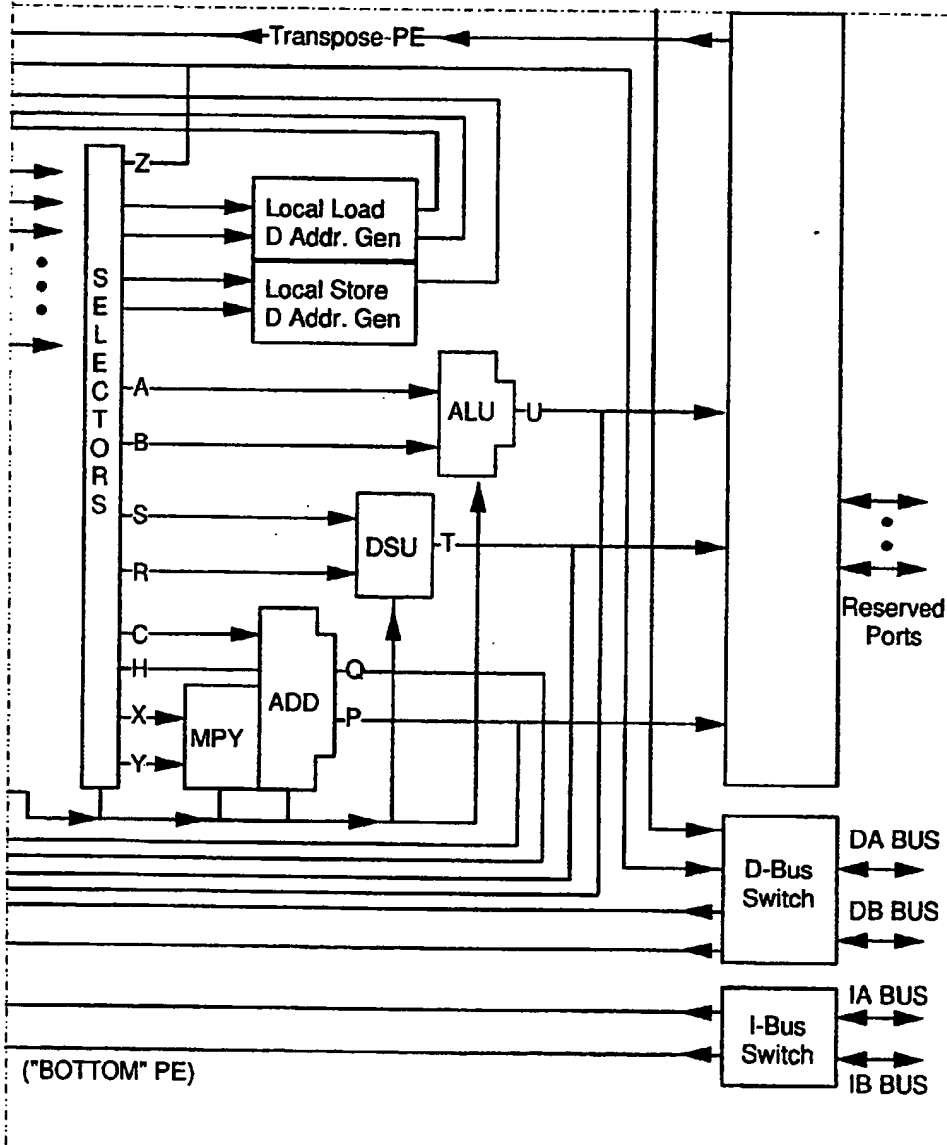 Transpose-PE
Z
Local Load
D Addr. Gen
Local Store
D Addr. Gen
SELECTORS
A
B
ALU
U
S
R
DSU
T
C
H
X
Y
MPY
ADD
Q
P
Reserved
Ports
D-Bus
Switch
DA BUS
DB BUS
I-Bus
Switch
IA BUS
IB BUS
("BOTTOM" PE)